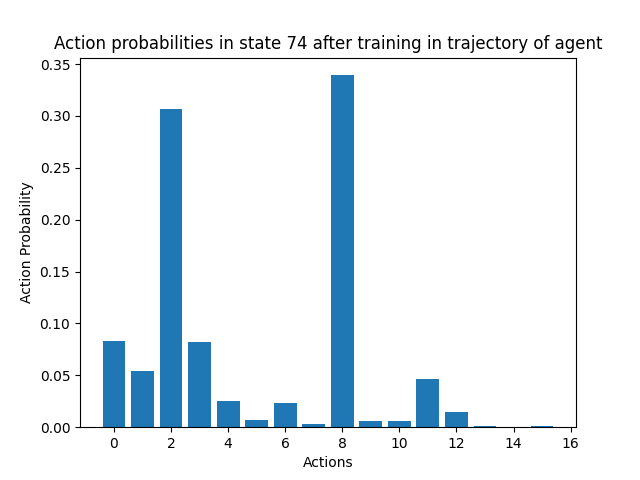 Action probabilities in state 74 after training in trajectory of agent
0.35
0.30
0.25
0.20
0.15
0.10
0.05
0.00
Action Probability
0 2 4 6 8 10 12 14 16
Actions